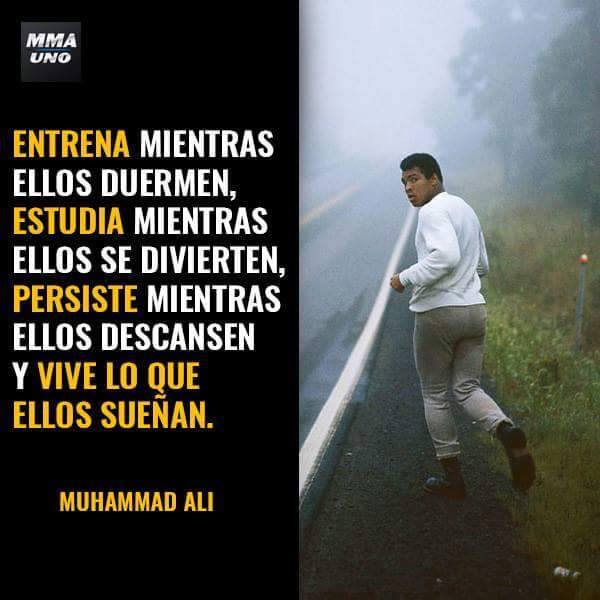 MMA
UNO
ENTRENA MIENTRAS
ELLOS DUERMEN,
ESTUDIA MIENTRAS
ELLOS SE DIVIERTEN,
PERSISTE MIENTRAS
ELLOS DESCANSEN
Y VIVE LO QUE
ELLOS SUEÑAN.
MUHAMMAD ALI